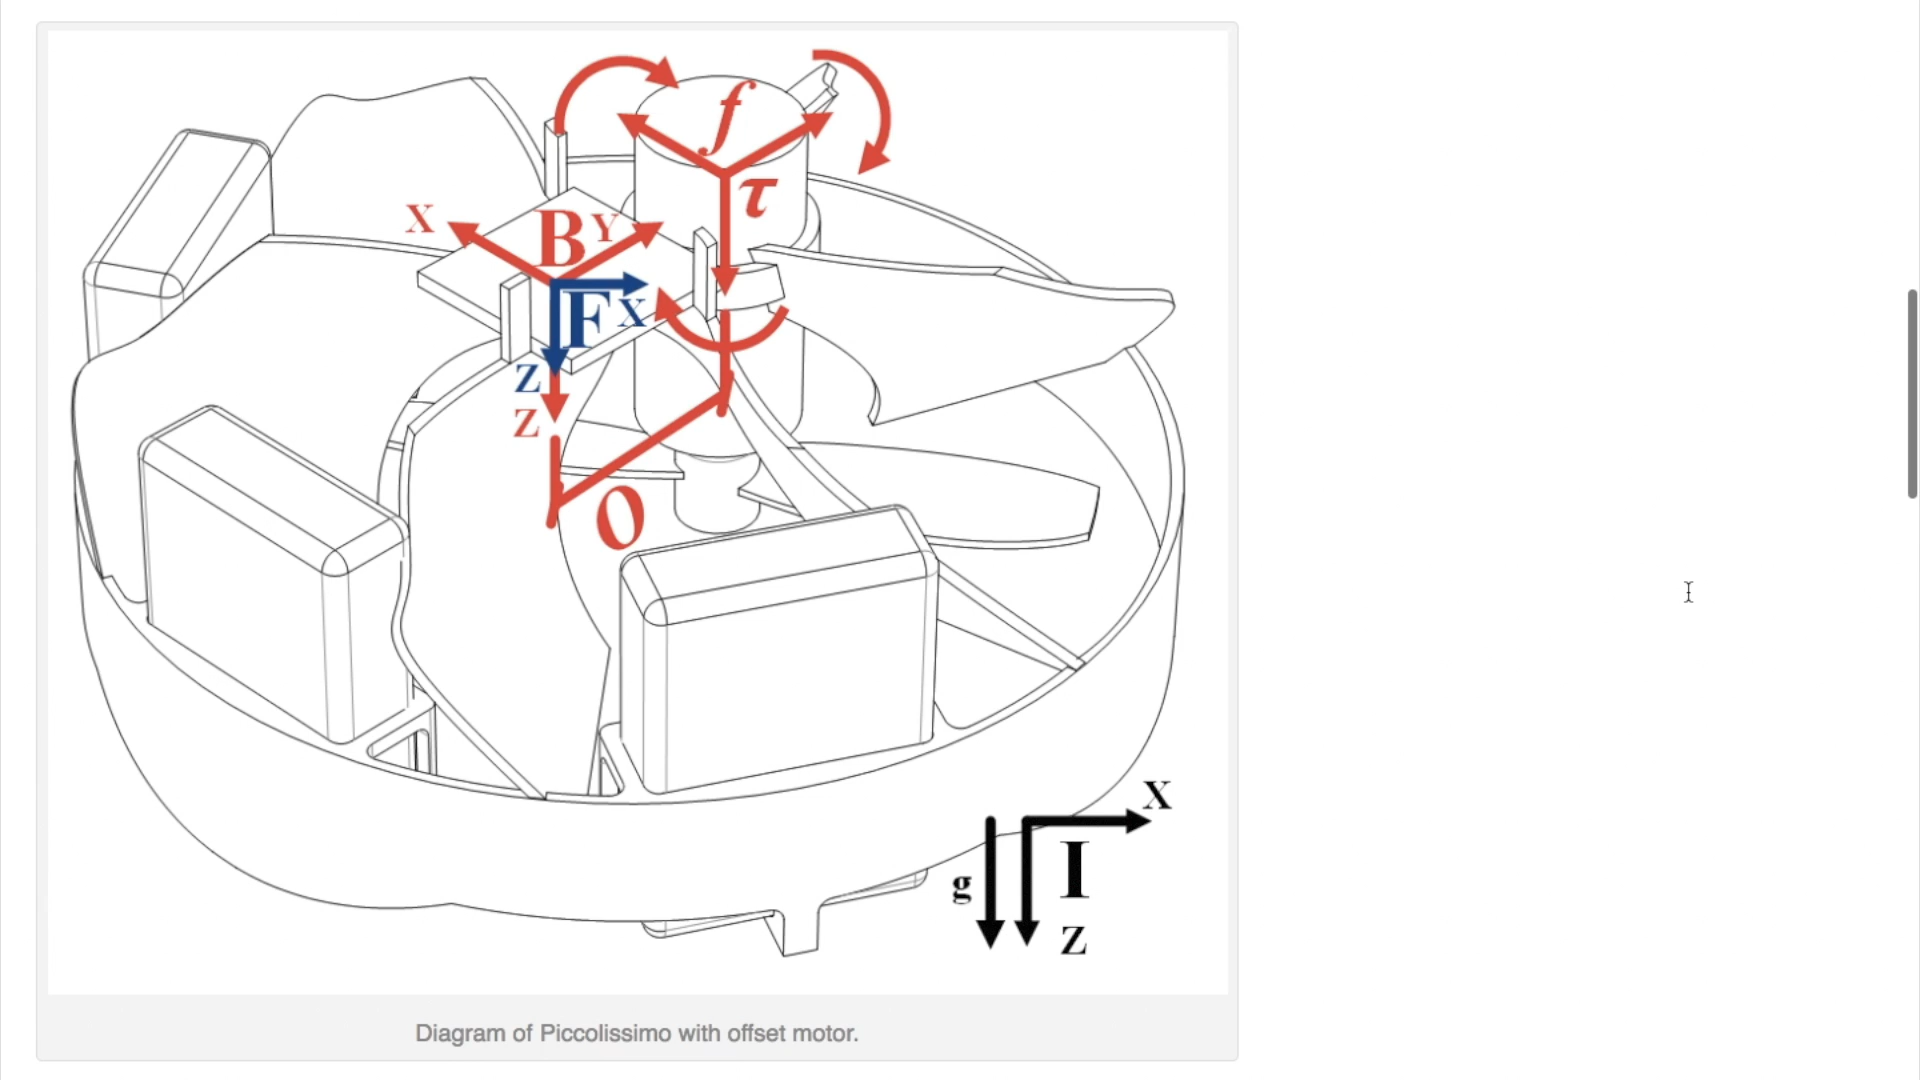 f
τ
X
B
Y
F
X
Z
Z
O
X
I
g
Z
Diagram of Piccolissimo with offset motor.